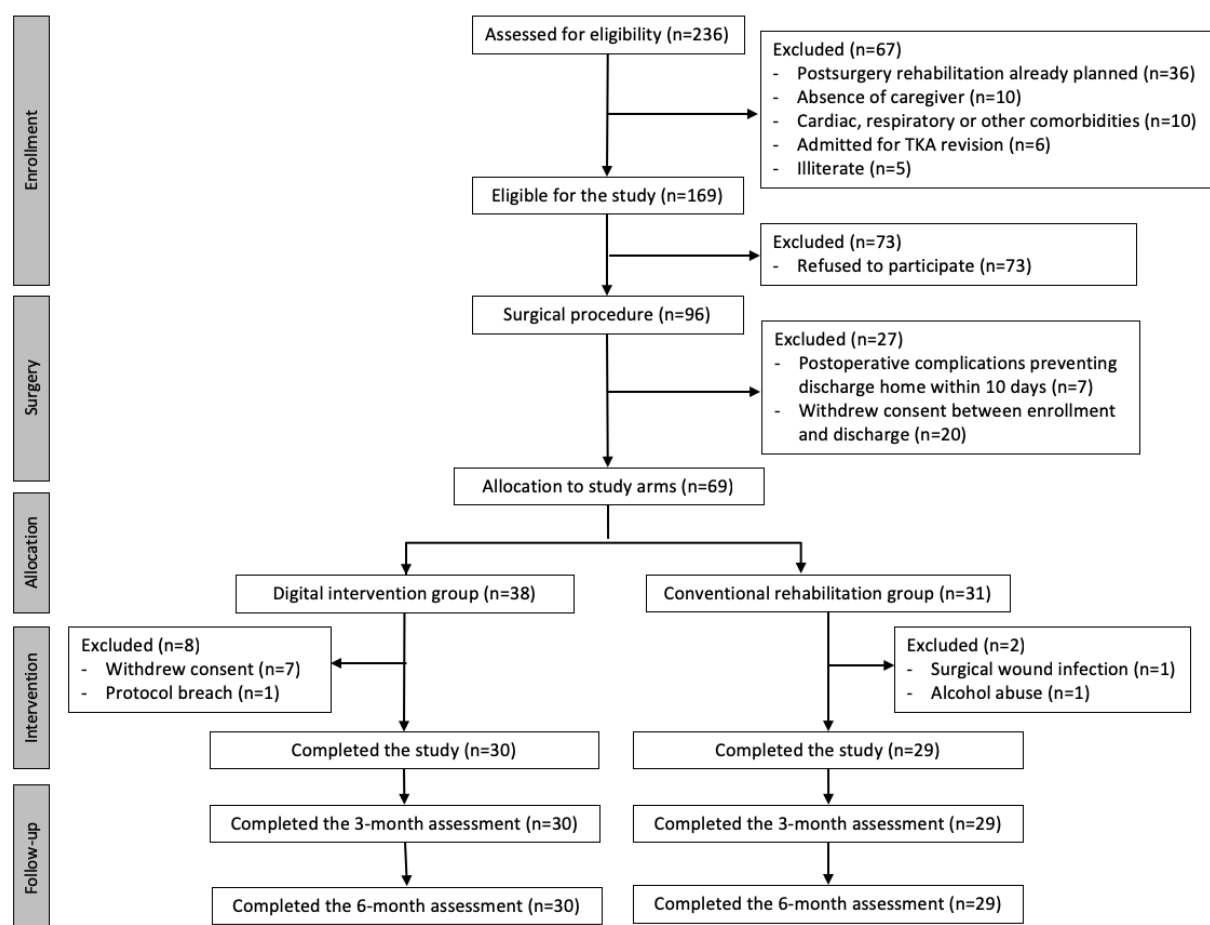 Enrollment
Assessed for eligibility (n=236)
Excluded (n=67)
- Postsurgery rehabilitation already planned (n=36)
- Absence of caregiver (n=10)
- Cardiac, respiratory or other comorbidities (n=10)
- Admitted for TKA revision (n=6)
- Illiterate (n=5)
Eligible for the study (n=169)
Excluded (n=73)
- Refused to participate (n=73)
Surgery
Surgical procedure (n=96)
Excluded (n=27)
- Postoperative complications preventing
discharge home within 10 days (n=7)
- Withdrew consent between enrollment
and discharge (n=20)
Allocation to study arms (n=69)
Allocation
Digital intervention group (n=38)
Conventional rehabilitation group (n=31)
Intervention
Excluded (n=8)
- Withdrew consent (n=7)
- Protocol breach (n=1)
Excluded (n=2)
- Surgical wound infection (n=1)
- Alcohol abuse (n=1)
Completed the study (n=30)
Completed the study (n=29)
Follow-up
Completed the 3-month assessment (n=30)
Completed the 3-month assessment (n=29)
Completed the 6-month assessment (n=30)
Completed the 6-month assessment (n=29)